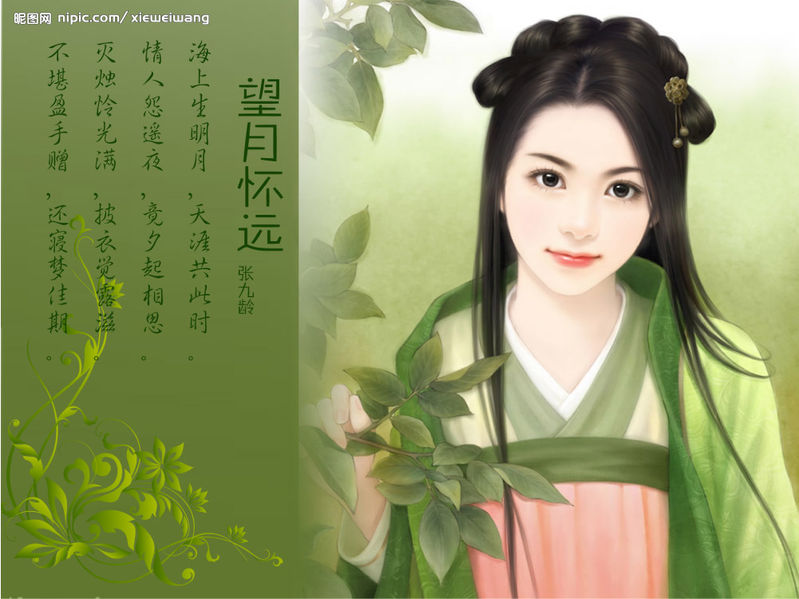 昵图网 nipic.com/ xieweiwang
望月怀远
张九龄
海上生明月,天涯共此时.
情人怨遥夜,竟夕起相思.
灭烛怜光满,披衣觉露滋.
不堪盈手赠,还寝梦佳期.